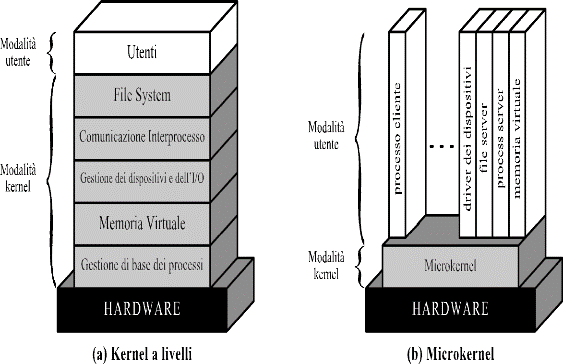 Modalità
utente
Utenti
File System
Comunicazione Interprocesso
Modalità
kernel
Gestione dei dispositivi e dell'I/O
Memoria Virtuale
Gestione di base dei processi
HARDWARE
(a) Kernel a livelli
Modalità
utente
processo cliente
...
driver dei dispositivi
file server
process server
memoria virtuale
Modalità
kernel
Microkernel
HARDWARE
(b) Microkernel